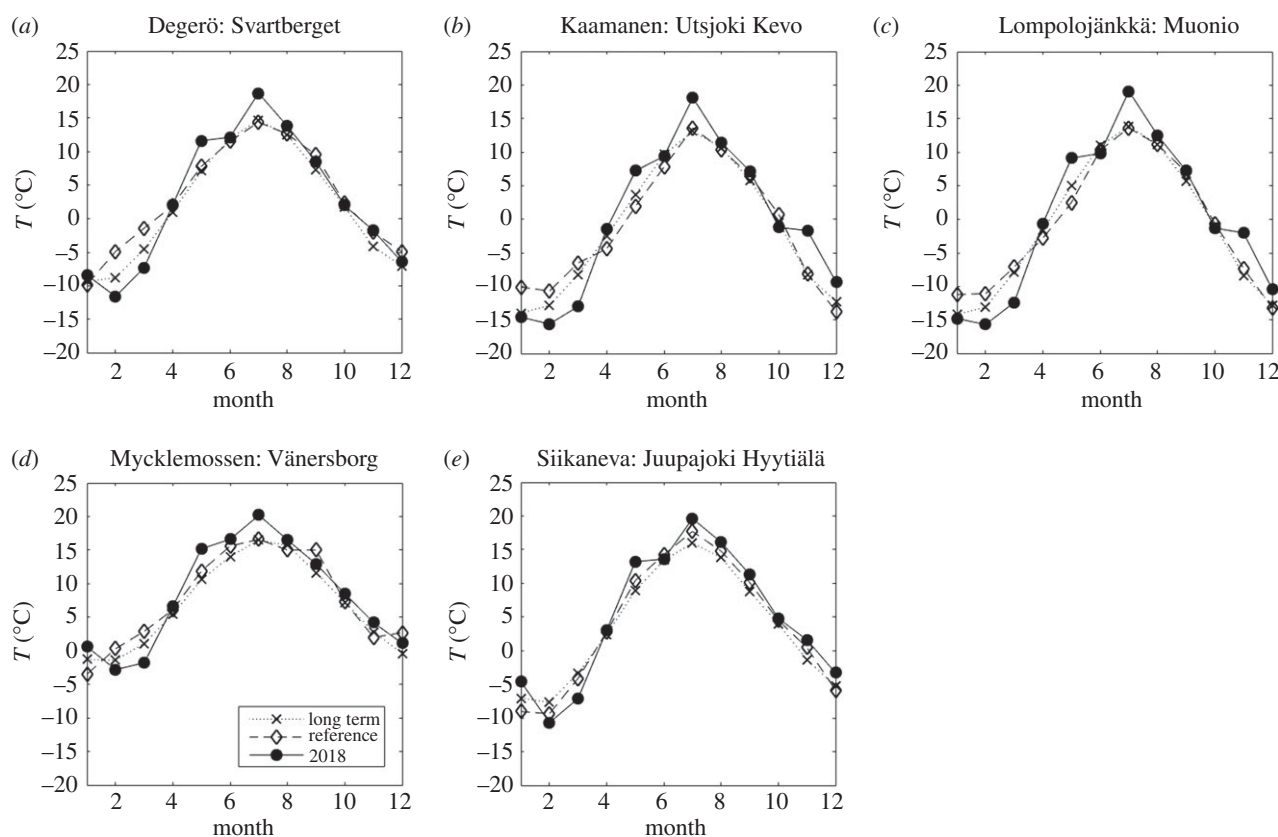 (a) Degerö: Svartberget
(b) Kaamanen: Utsjoki Kevo
(c) Lompolojänkkä: Muonio
25
20
15
10
5
0
–5
–10
–15
–20
T (°C)
2 4 6 8 10 12
month
25
20
15
10
5
0
–5
–10
–15
–20
T (°C)
2 4 6 8 10 12
month
25
20
15
10
5
0
–5
–10
–15
–20
T (°C)
2 4 6 8 10 12
month
(d) Mycklemossen: Vänersborg
(e) Siikaneva: Juupajoki Hyytiälä
25
20
15
10
5
0
–5
–10
–15
–20
T (°C)
long term
reference
2018
2 4 6 8 10 12
month
25
20
15
10
5
0
–5
–10
–15
–20
T (°C)
2 4 6 8 10 12
month